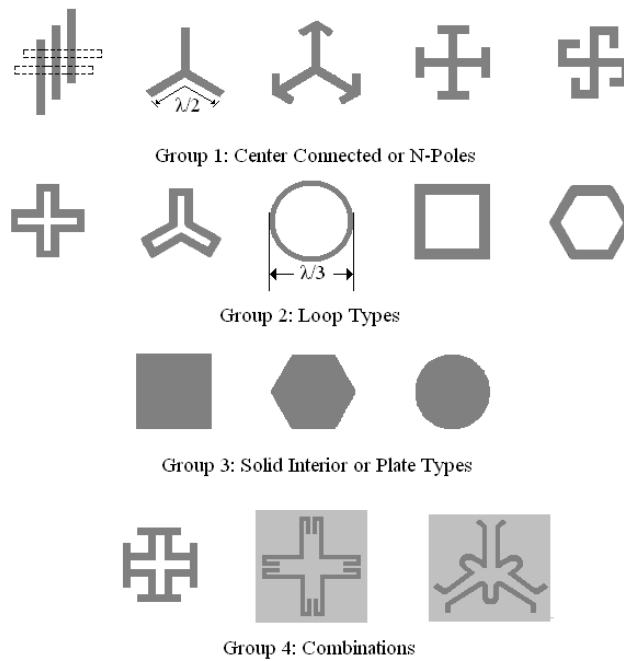 λ/2
Group 1: Center Connected or N-Poles
λ/3
Group 2: Loop Types
Group 3: Solid Interior or Plate Types
Group 4: Combinations